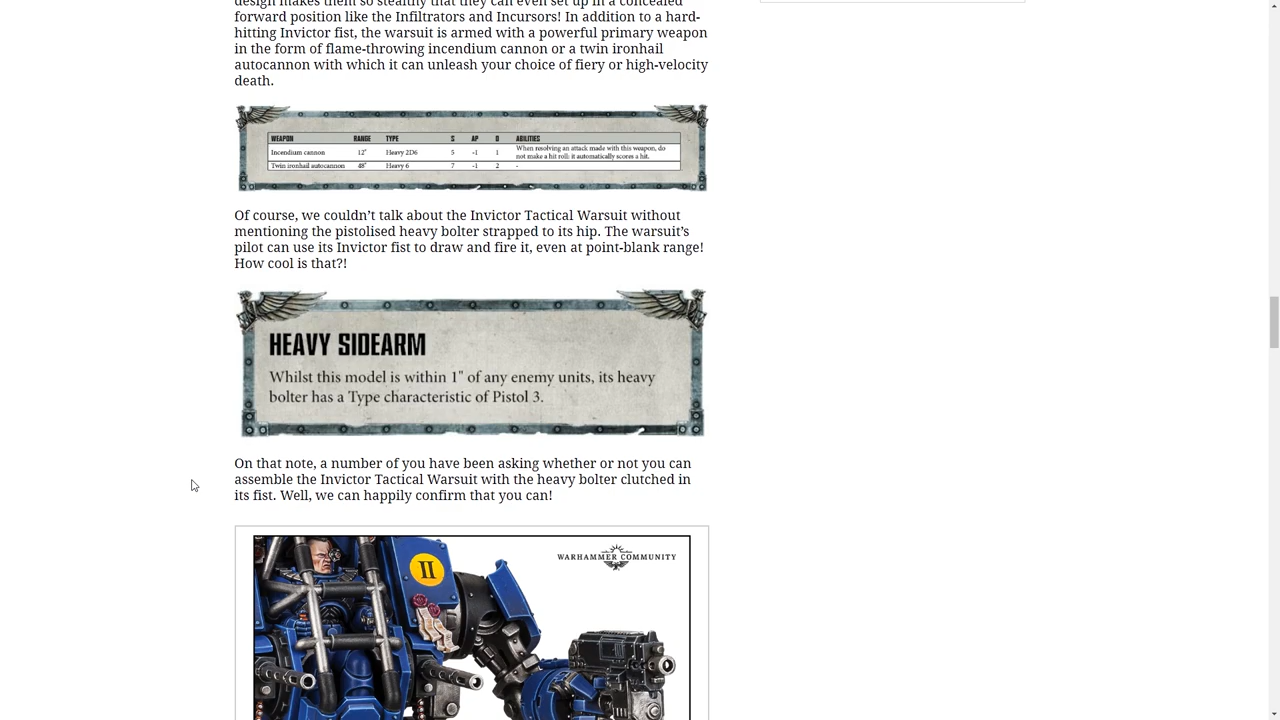 design makes them so stealthy that they can even set up in a concealed
forward position like the Infiltrators and Incursors! In addition to a hard-
hitting Invictor fist, the warsuit is armed with a powerful primary weapon
in the form of flame-throwing incendium cannon or a twin ironhail
autocannon with which it can unleash your choice of fiery or high-velocity
death.
WEAPON RANGE TYPE S AP D ABILITIES
Incendium cannon 12" Heavy 2D6 5 -1 1 When resolving an attack made with this weapon, do
not make a hit roll: it automatically scores a hit.
Twin ironhail autocannon 48" Heavy 6 7 -1 2 -
Of course, we couldn’t talk about the Invictor Tactical Warsuit without
mentioning the pistolised heavy bolter strapped to its hip. The warsuit’s
pilot can use its Invictor fist to draw and fire it, even at point-blank range!
How cool is that?!
HEAVY SIDEARM
Whilst this model is within 1" of any enemy units, its heavy
bolter has a Type characteristic of Pistol 3.
On that note, a number of you have been asking whether or not you can
assemble the Invictor Tactical Warsuit with the heavy bolter clutched in
its fist. Well, we can happily confirm that you can!
WARHAMMER COMMUNITY
II